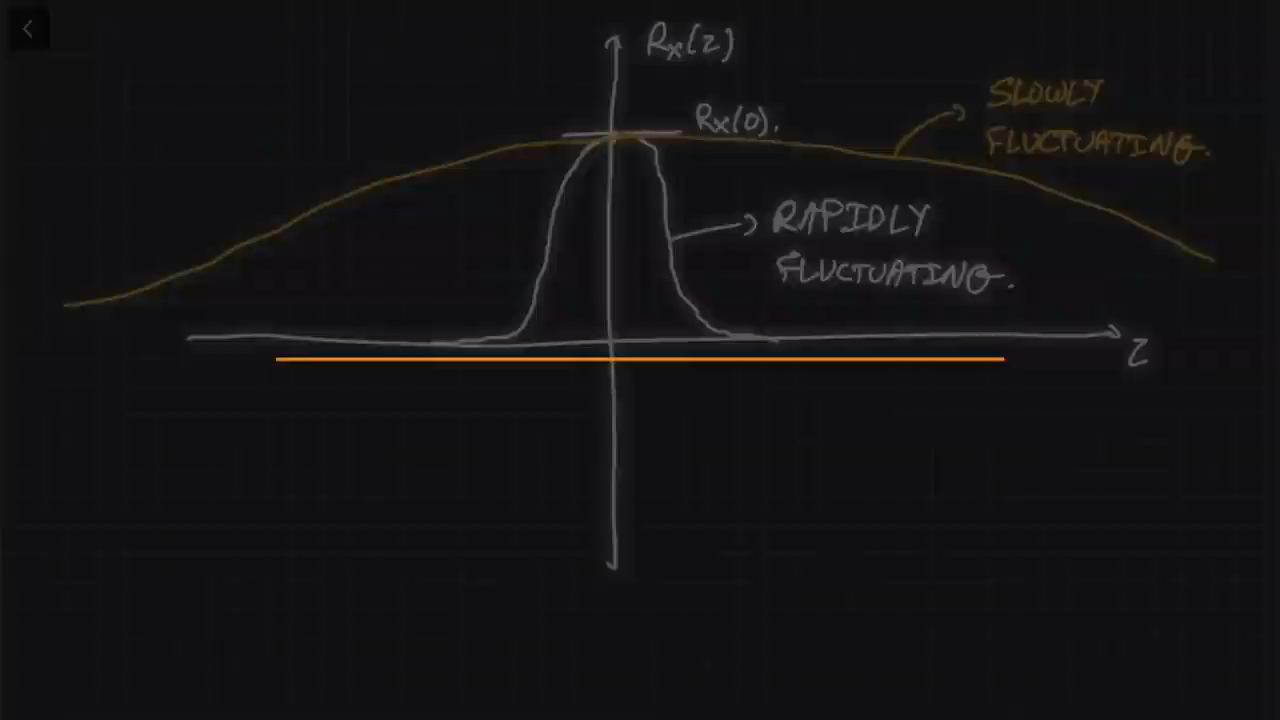 Rx(z)
Rx(0).
SLOWLY
FLUCTUATING.
RAPIDLY
FLUCTUATING.
z